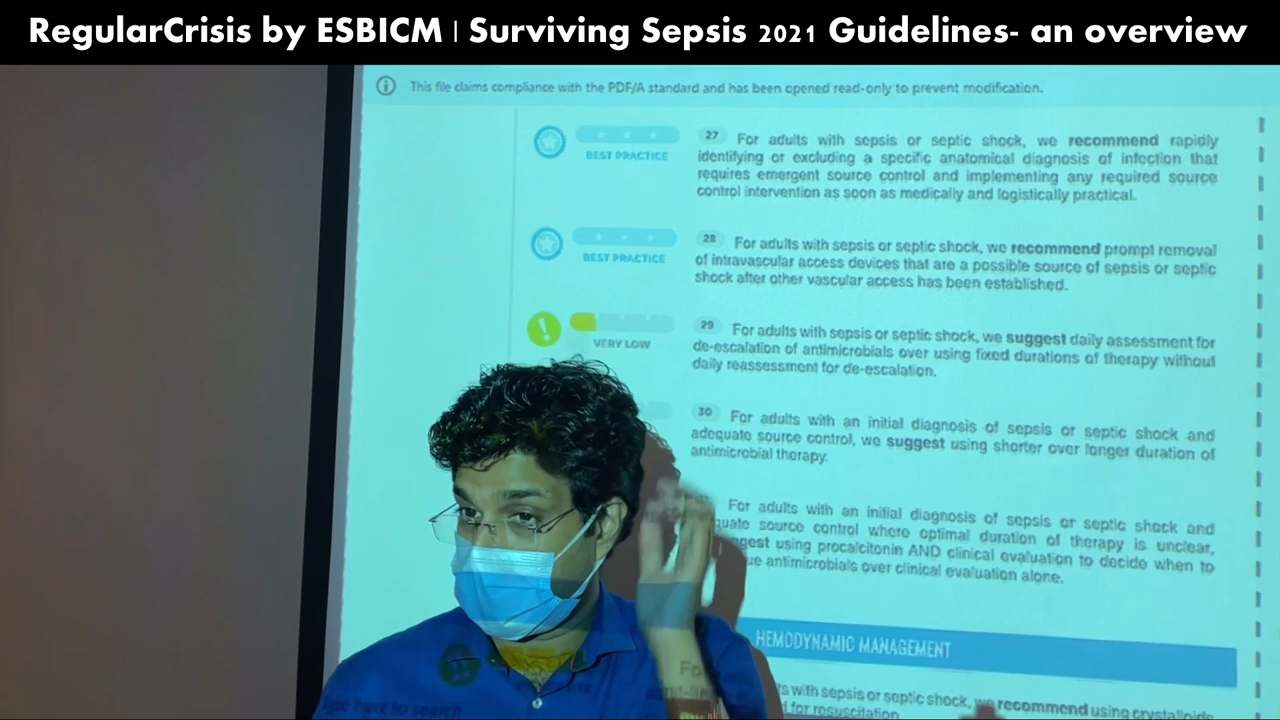 RegularCrisis by ESBICM | Surviving Sepsis 2021 Guidelines- an overview
This file claims compliance with the PDF/A standard and has been opened read-only to prevent modification.
BEST PRACTICE
27 For adults with sepsis or septic shock, we recommend rapidly
identifying or excluding a specific anatomical diagnosis of infection that
requires emergent source control and implementing any required source
control intervention as soon as medically and logistically practical.
BEST PRACTICE
28 For adults with sepsis or septic shock, we recommend prompt removal
of intravascular access devices that are a possible source of sepsis or septic
shock after other vascular access has been established.
VERY LOW
29 For adults with sepsis or septic shock, we suggest daily assessment for
de-escalation of antimicrobials over using fixed durations of therapy without
daily reassessment for de-escalation.
30 For adults with an initial diagnosis of sepsis or septic shock and
adequate source control, we suggest using shorter over longer duration of
antimicrobial therapy.
For adults with an initial diagnosis of sepsis or septic shock and
quate source control where optimal duration of therapy is unclear,
gest using procalcitonin AND clinical evaluation to decide when to
ue antimicrobials over clinical evaluation alone.
HEMODYNAMIC MANAGEMENT
Fo
ts with sepsis or septic shock, we recommend using crystalloids
d for resuscitation.
Type here to search